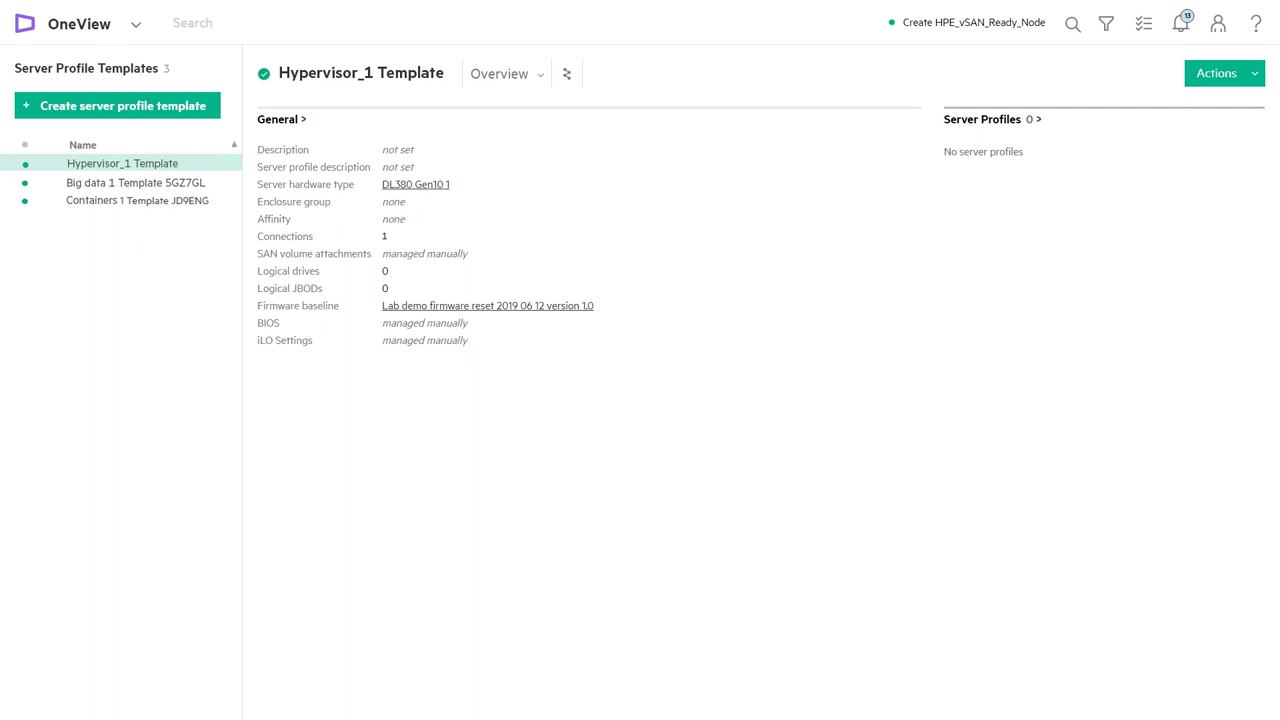 OneView
Search
Create HPE_vSAN_Ready_Node
13
Server Profile Templates 3
+ Create server profile template
Name
Hypervisor_1 Template
Big data 1 Template 5GZ7GL
Containers 1 Template JD9ENG
Hypervisor_1 Template
Overview
Actions
General >
Description not set
Server profile description not set
Server hardware type DL380 Gen10 1
Enclosure group none
Affinity none
Connections 1
SAN volume attachments managed manually
Logical drives 0
Logical JBODs 0
Firmware baseline Lab demo firmware reset 2019 06 12 version 1.0
BIOS managed manually
iLO Settings managed manually
Server Profiles 0 >
No server profiles